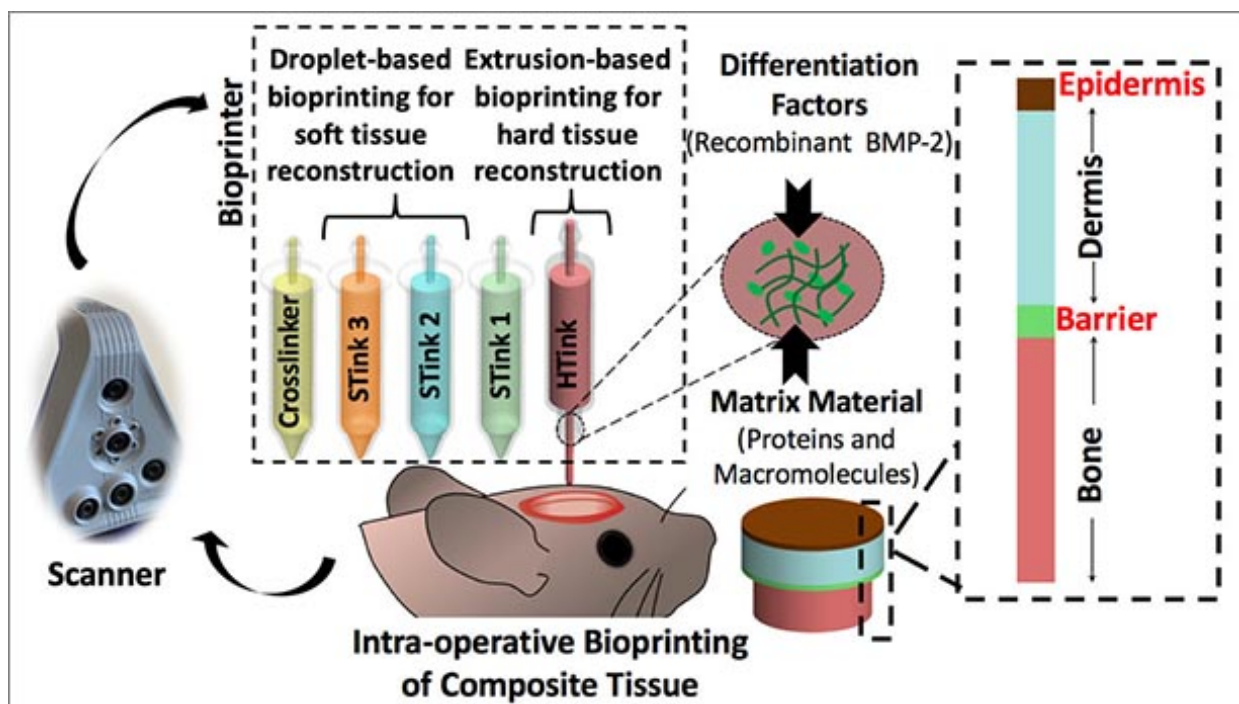 Droplet-based
bioprinting for
soft tissue
reconstruction
Extrusion-based
bioprinting for
hard tissue
reconstruction
Bioprinter
Crosslinker
STink 3
STink 2
STink 1
HTink
Differentiation
Factors
(Recombinant BMP-2)
Matrix Material
(Proteins and
Macromolecules)
Epidermis
Dermis
Barrier
Bone
Scanner
Intra-operative Bioprinting
of Composite Tissue